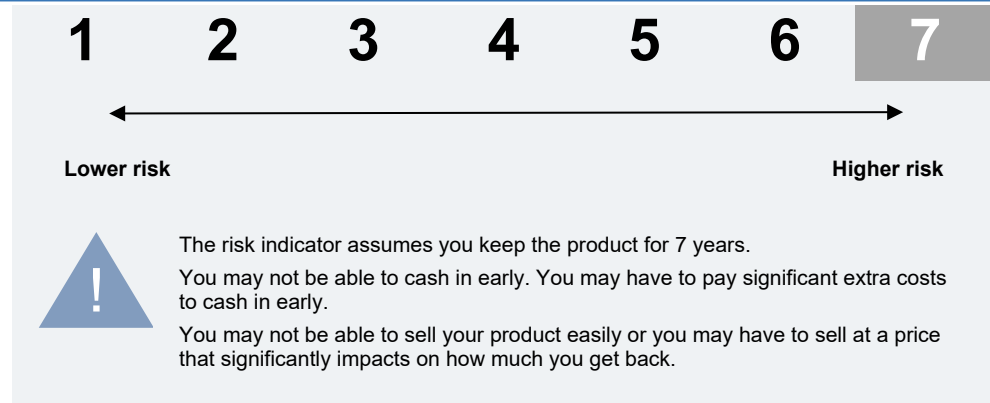 1 2 3 4 5 6 7
Lower risk Higher risk
!
The risk indicator assumes you keep the product for 7 years.
You may not be able to cash in early. You may have to pay significant extra costs
to cash in early.
You may not be able to sell your product easily or you may have to sell at a price
that significantly impacts on how much you get back.